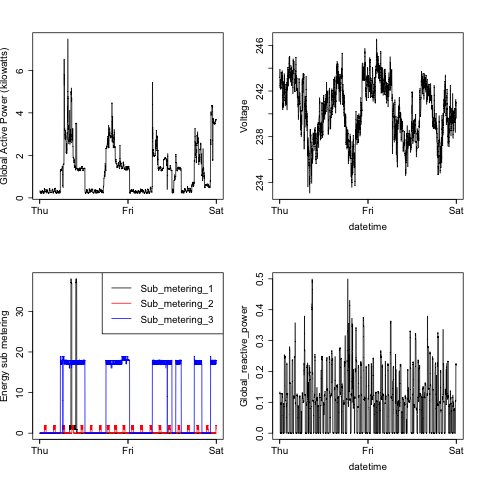 Global Active Power (kilowatts)
0
2
4
6
Thu
Fri
Sat
Voltage
234
238
242
246
Thu
Fri
Sat
datetime
Energy sub metering
0
10
20
30
Sub_metering_1
Sub_metering_2
Sub_metering_3
Thu
Fri
Sat
Global_reactive_power
0.0
0.1
0.2
0.3
0.4
0.5
Thu
Fri
Sat
datetime